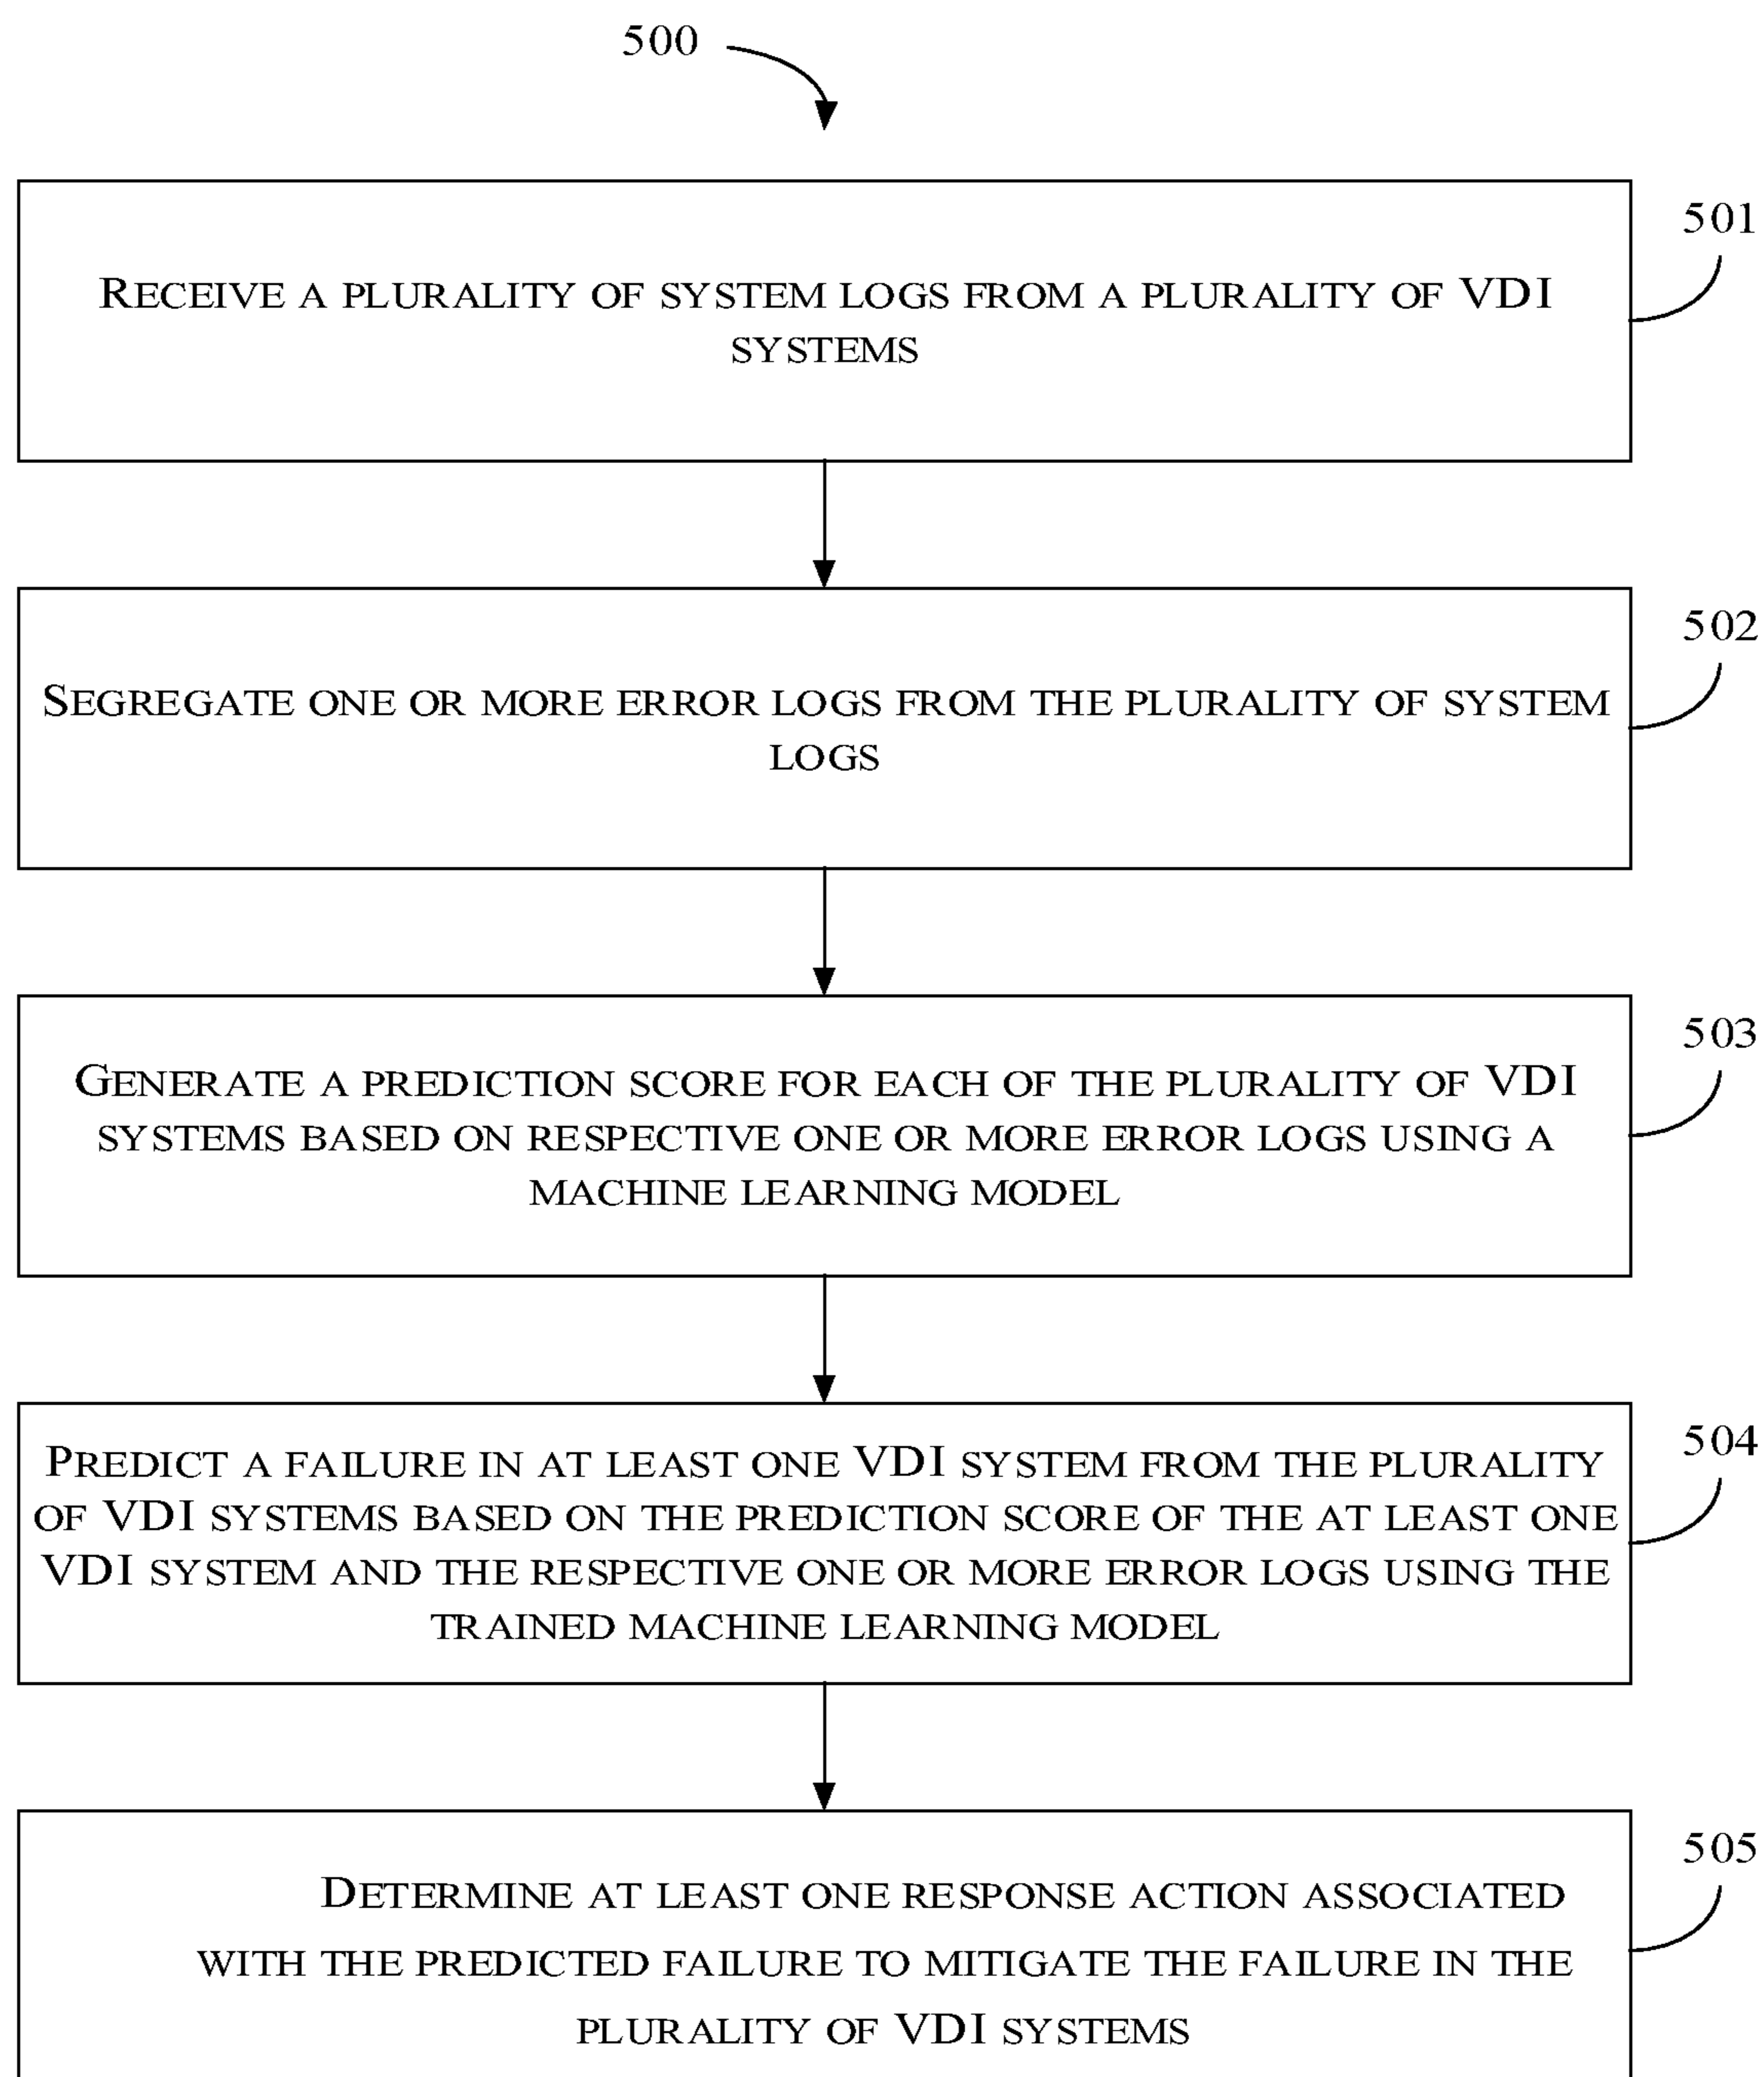 500
RECEIVE A PLURALITY OF SYSTEM LOGS FROM A PLURALITY OF VDI
SYSTEMS
501
SEGREGATE ONE OR MORE ERROR LOGS FROM THE PLURALITY OF SYSTEM
LOGS
502
GENERATE A PREDICTION SCORE FOR EACH OF THE PLURALITY OF VDI
SYSTEMS BASED ON RESPECTIVE ONE OR MORE ERROR LOGS USING A
MACHINE LEARNING MODEL
503
PREDICT A FAILURE IN AT LEAST ONE VDI SYSTEM FROM THE PLURALITY
OF VDI SYSTEMS BASED ON THE PREDICTION SCORE OF THE AT LEAST ONE
VDI SYSTEM AND THE RESPECTIVE ONE OR MORE ERROR LOGS USING THE
TRAINED MACHINE LEARNING MODEL
504
DETERMINE AT LEAST ONE RESPONSE ACTION ASSOCIATED
WITH THE PREDICTED FAILURE TO MITIGATE THE FAILURE IN THE
PLURALITY OF VDI SYSTEMS
505